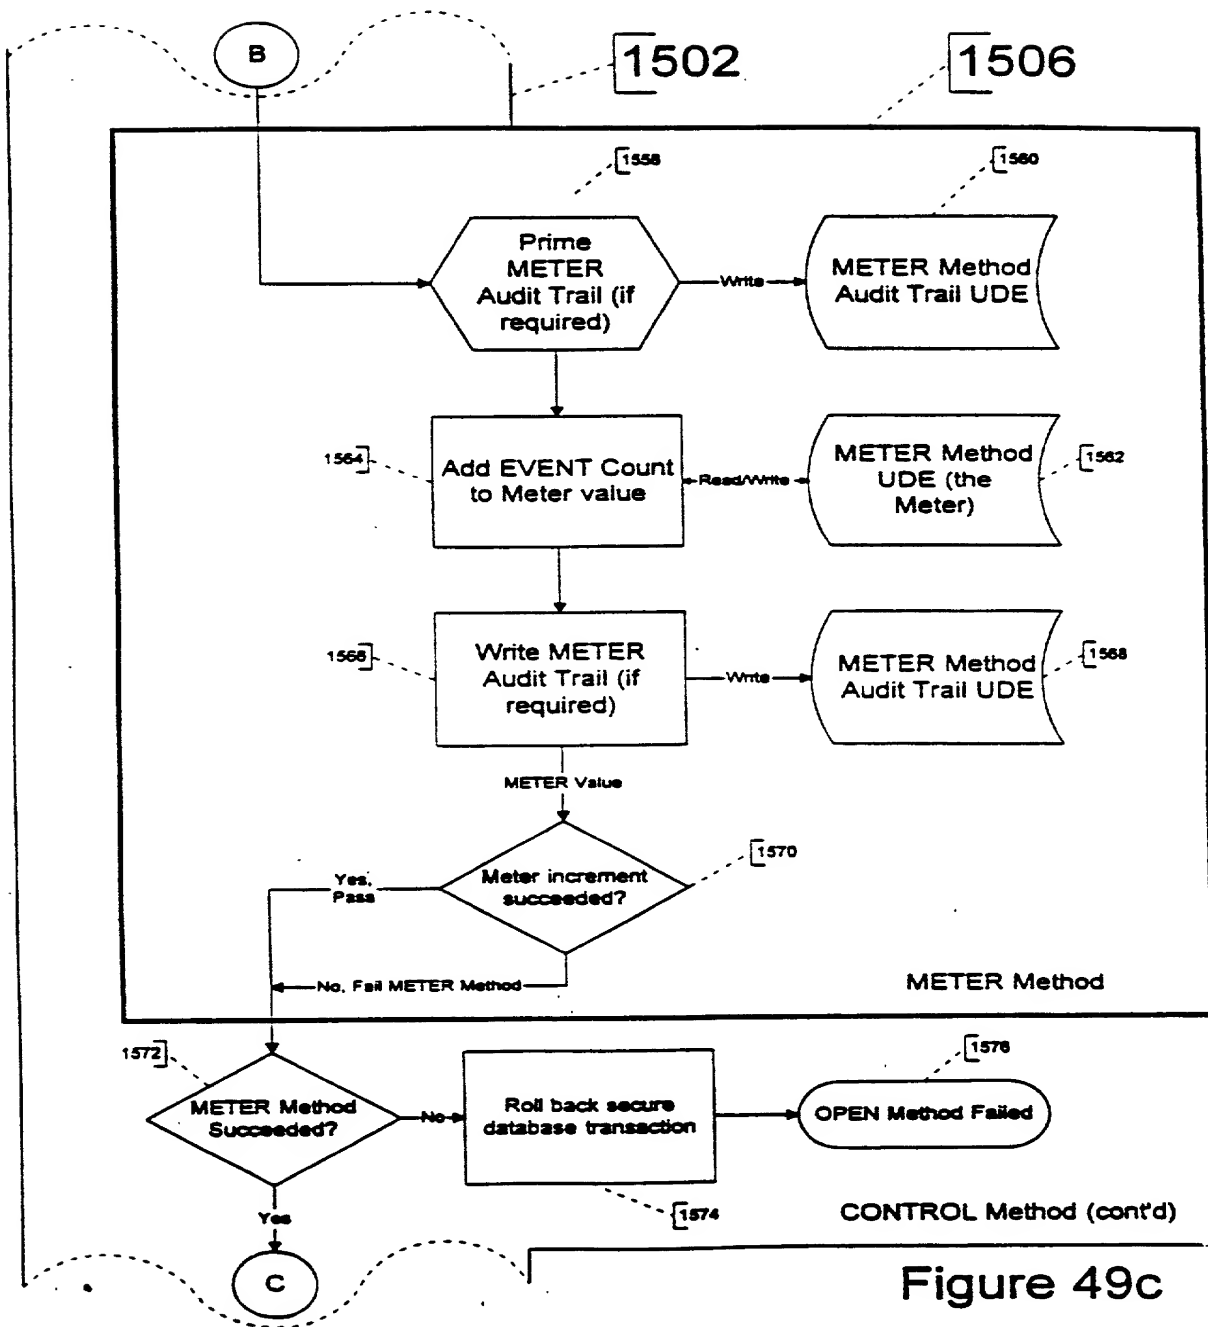 B
1502
1506
1558
1560
Prime
METER
Audit Trail (if
required)
Write
METER Method
Audit Trail UDE
1564
Add EVENT Count
to Meter value
Read/Write
METER Method
UDE (the
Meter)
1562
1566
Write METER
Audit Trail (if
required)
Write
METER Method
Audit Trail UDE
1568
METER Value
Meter increment
succeeded?
1570
Yes,
Pass
No, Fail METER Method
METER Method
1572
METER Method
Succeeded?
No
Roll back secure
database transaction
1576
OPEN Method Failed
1574
Yes
CONTROL Method (cont'd)
C
Figure 49c